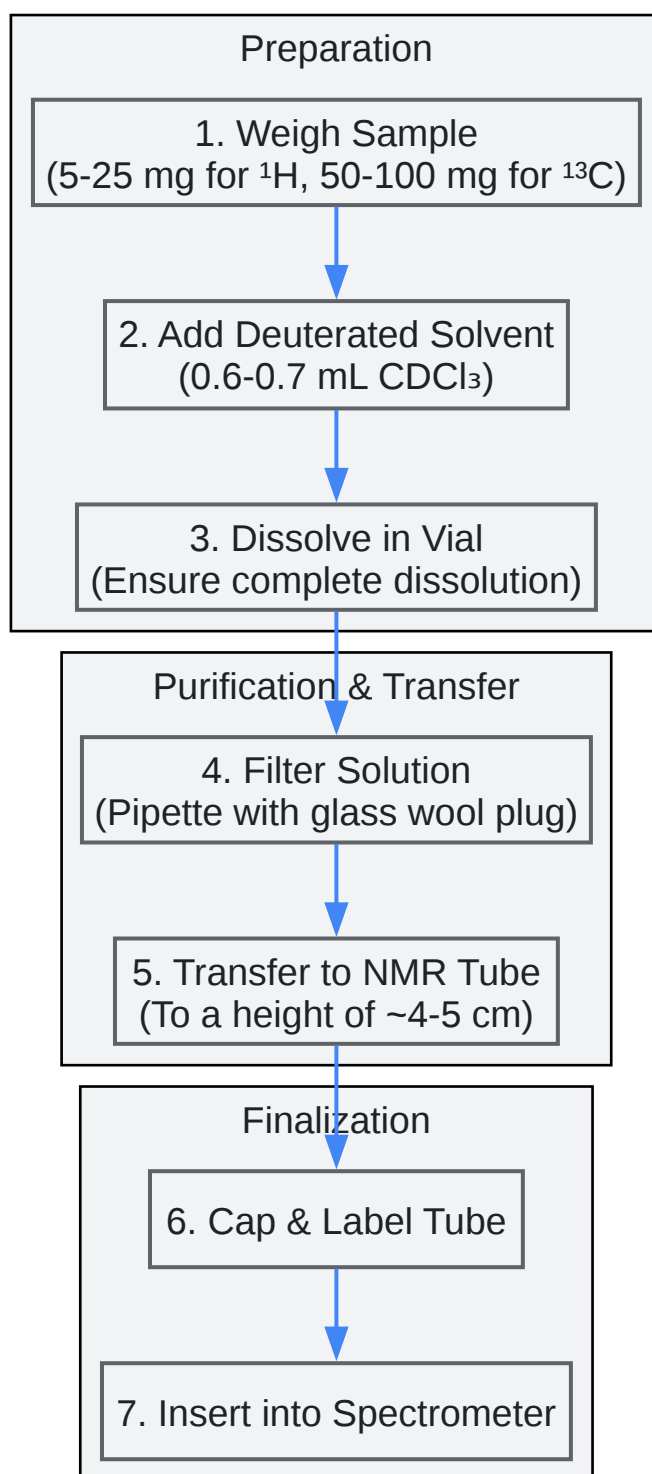 Preparation
1. Weigh Sample
(5-25 mg for ¹H, 50-100 mg for ¹³C)
2. Add Deuterated Solvent
(0.6-0.7 mL CDCl₃)
3. Dissolve in Vial
(Ensure complete dissolution)
Purification & Transfer
4. Filter Solution
(Pipette with glass wool plug)
5. Transfer to NMR Tube
(To a height of ~4-5 cm)
Finalization
6. Cap & Label Tube
7. Insert into Spectrometer